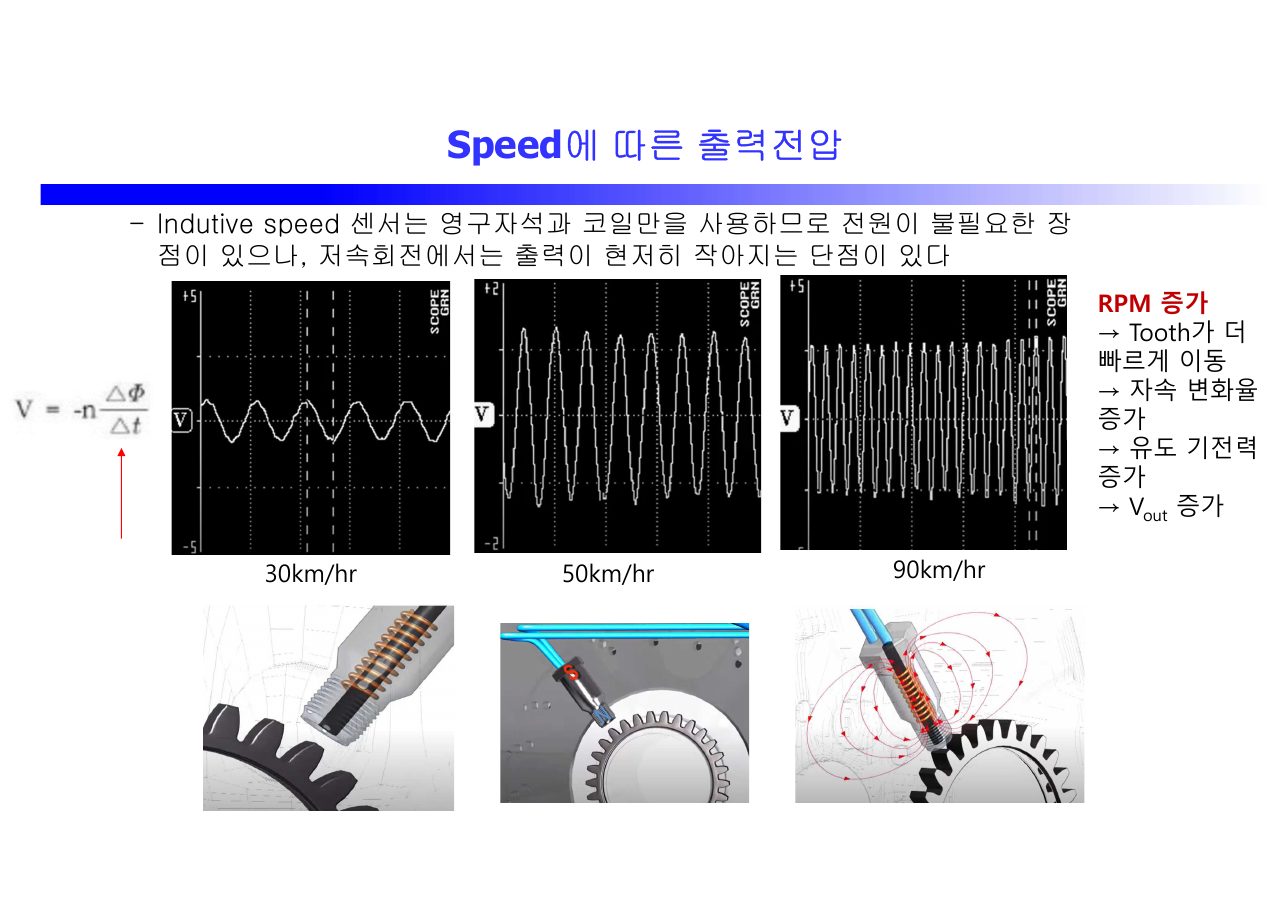 Speed에 따른 출력전압
– Indutive speed 센서는 영구자석과 코일만을 사용하므로 전원이 불필요한 장
점이 있으나, 저속회전에서는 출력이 현저히 작아지는 단점이 있다
V = -n △Φ/△t
+5
SCOPE
GRN
V
-5
+2
SCOPE
GRN
V
-2
+5
SCOPE
GRN
V
RPM 증가
→ Tooth가 더
빠르게 이동
→ 자속 변화율
증가
→ 유도 기전력
증가
→ Vout 증가
30km/hr
50km/hr
90km/hr
S
N